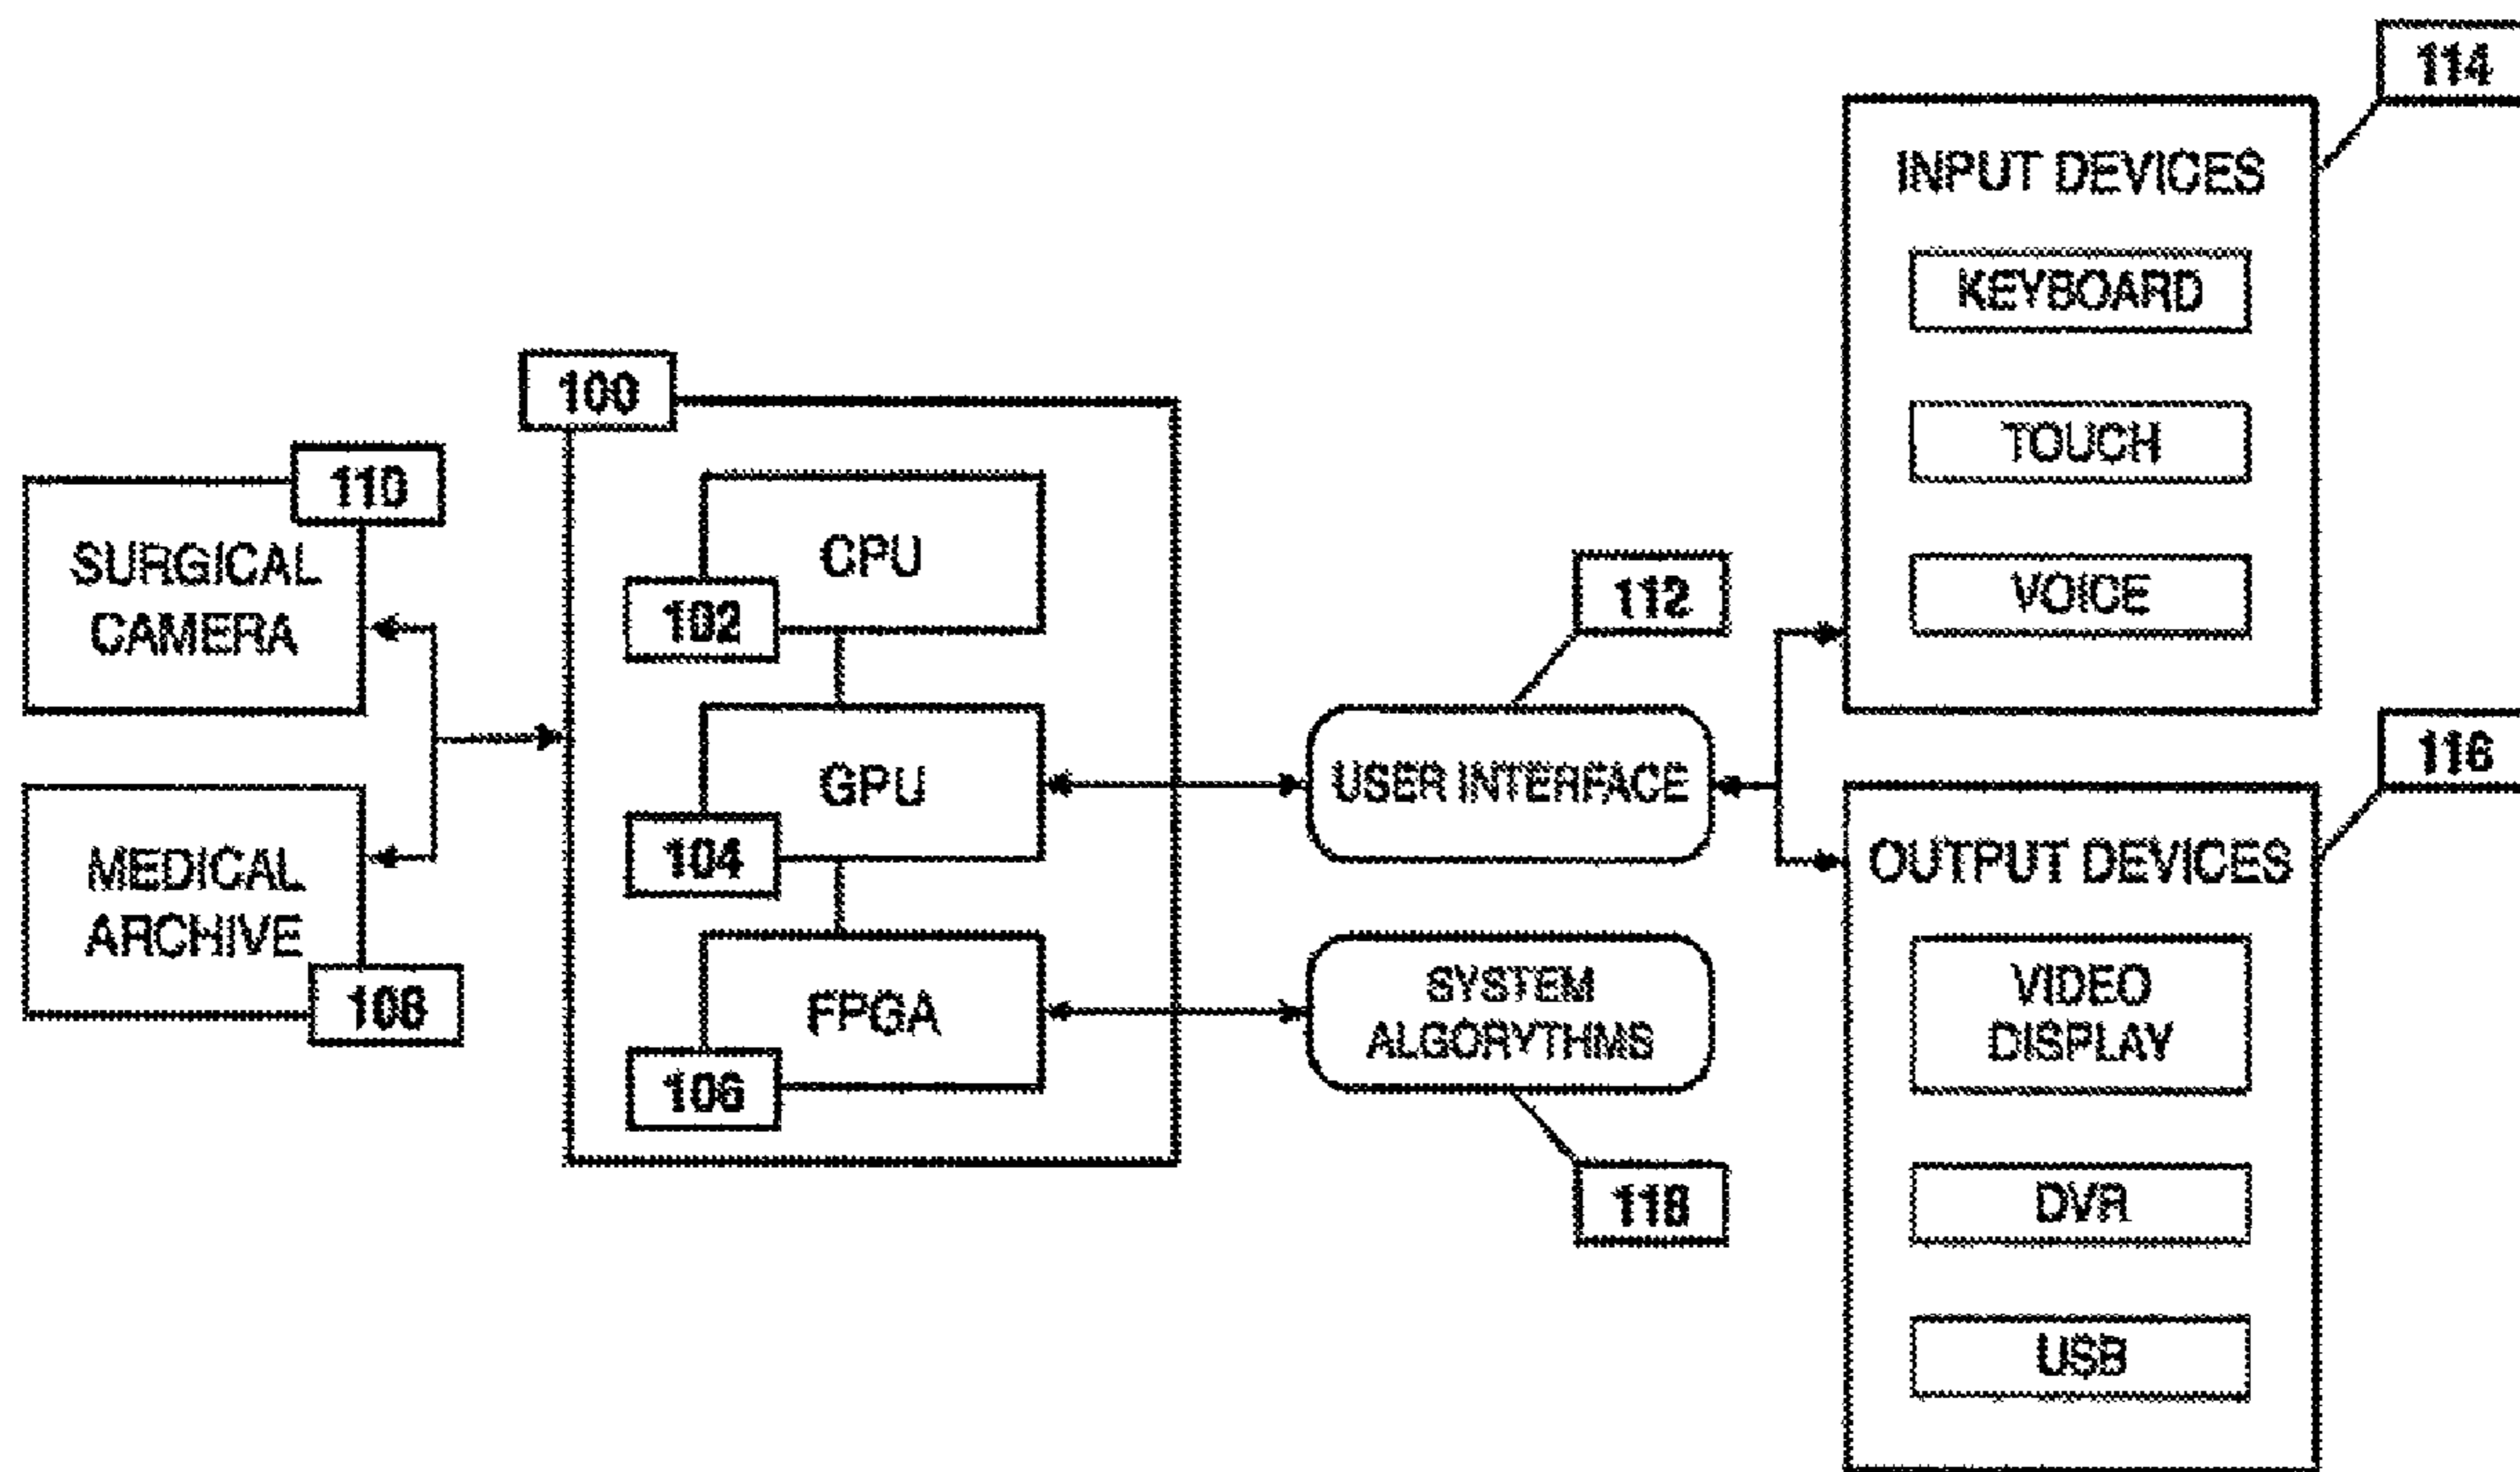 114
INPUT DEVICES
KEYBOARD
TOUCH
VOICE
100
110
SURGICAL
CAMERA
CPU
102
GPU
104
FPGA
106
MEDICAL
ARCHIVE
108
112
USER INTERFACE
SYSTEM
ALGORYTHMS
118
116
OUTPUT DEVICES
VIDEO
DISPLAY
DVR
USB